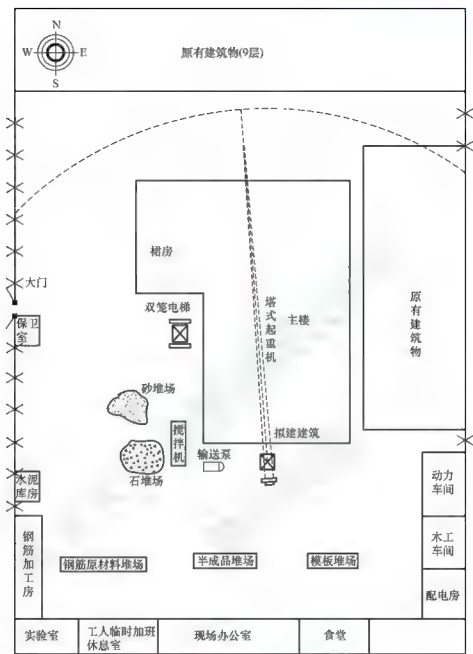 N
W E
S
原有建筑物(9层)
大门
保卫
室
裙房
双笼电梯
塔式起重机
主楼
原有建筑物
砂堆场
搅拌机
拟建建筑
输送泵
石堆场
水泥
库房
动力
车间
钢筋加工房
木工
车间
钢筋原材料堆场
半成品堆场
模板堆场
配电房
实验室
工人临时加班
休息室
现场办公室
食堂